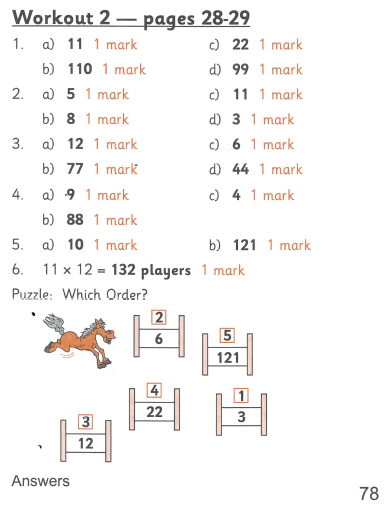 Workout 2 — pages 28-29
1. a) 11 1 mark c) 22 1 mark
b) 110 1 mark d) 99 1 mark
2. a) 5 1 mark c) 11 1 mark
b) 8 1 mark d) 3 1 mark
3. a) 12 1 mark c) 6 1 mark
b) 77 1 mark d) 44 1 mark
4. a) 9 1 mark c) 4 1 mark
b) 88 1 mark
5. a) 10 1 mark b) 121 1 mark
6. 11 × 12 = 132 players 1 mark
Puzzle: Which Order?
2
6
5
121
4
22
1
3
3
12
Answers
78